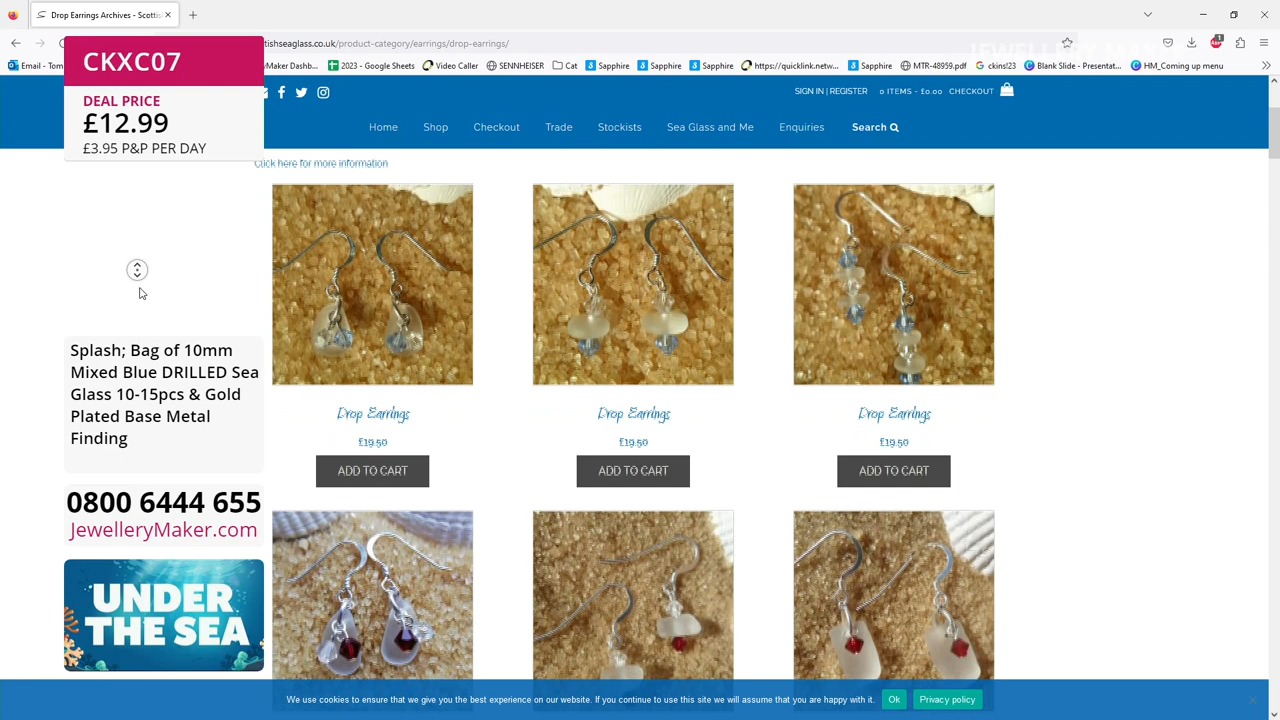 Drop Earrings Archives - Scottis
ishseaglass.co.uk/product-category/earrings/drop-earrings/
Email - Tom
Maker Dashb...
2023 - Google Sheets
Video Caller
SENNHEISER
Cat
Sapphire
Sapphire
Sapphire
https://quicklink.netw...
Sapphire
MTR-48959.pdf
ckins!23
Blank Slide - Presentat...
HM_Coming up menu
JEWELLERY MAKER
CKXC07
DEAL PRICE
£12.99
£3.95 P&P PER DAY
SIGN IN | REGISTER
0 ITEMS - £0.00
CHECKOUT
Home
Shop
Checkout
Trade
Stockists
Sea Glass and Me
Enquiries
Search
Click here for more information
Drop Earrings
£19.50
ADD TO CART
Drop Earrings
£19.50
ADD TO CART
Drop Earrings
£19.50
ADD TO CART
Splash; Bag of 10mm
Mixed Blue DRILLED Sea
Glass 10-15pcs & Gold
Plated Base Metal
Finding
0800 6444 655
JewelleryMaker.com
UNDER
THE SEA
We use cookies to ensure that we give you the best experience on our website. If you continue to use this site we will assume that you are happy with it.
Ok
Privacy policy